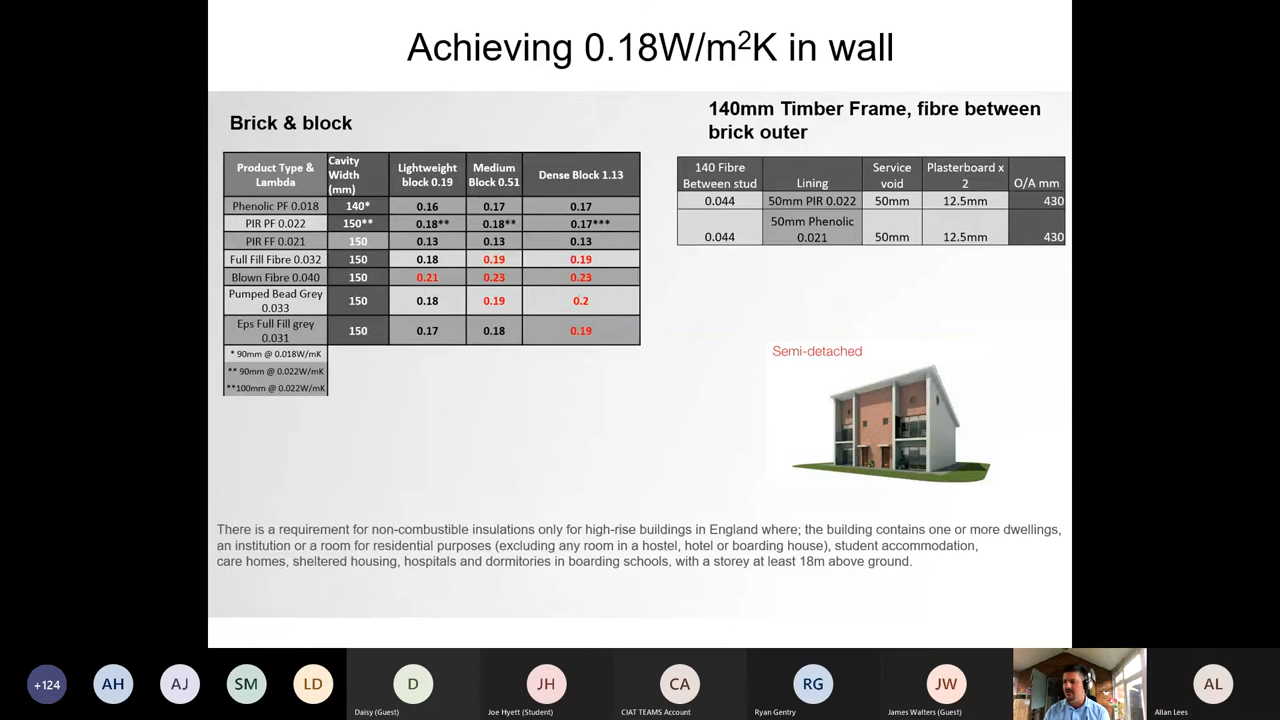 Achieving 0.18W/m²K in wall
Brick & block
Product Type &
Lambda
Cavity
Width
(mm)
Lightweight
block 0.19
Medium
Block 0.51
Dense Block 1.13
Phenolic PF 0.018 140* 0.16 0.17 0.17
PIR PF 0.022 150** 0.18** 0.18** 0.17***
PIR FF 0.021 150 0.13 0.13 0.13
Full Fill Fibre 0.032 150 0.18 0.19 0.19
Blown Fibre 0.040 150 0.21 0.23 0.23
Pumped Bead Grey
0.033 150 0.18 0.19 0.2
Eps Full Fill grey
0.031 150 0.17 0.18 0.19
* 90mm @ 0.018W/mK
** 90mm @ 0.022W/mK
**100mm @ 0.022W/mK
140mm Timber Frame, fibre between
brick outer
140 Fibre
Between stud
Lining
Service
void
Plasterboard x
2
O/A mm
0.044 50mm PIR 0.022 50mm 12.5mm 430
0.044 50mm Phenolic
0.021 50mm 12.5mm 430
Semi-detached
There is a requirement for non-combustible insulations only for high-rise buildings in England where; the building contains one or more dwellings,
an institution or a room for residential purposes (excluding any room in a hostel, hotel or boarding house), student accommodation,
care homes, sheltered housing, hospitals and dormitories in boarding schools, with a storey at least 18m above ground.
+124 AH AJ SM LD D JH CA RG JW AL
Daisy (Guest) Joe Hyett (Student) CIAT TEAMS Account Ryan Gentry James Walters (Guest) Allan Lees